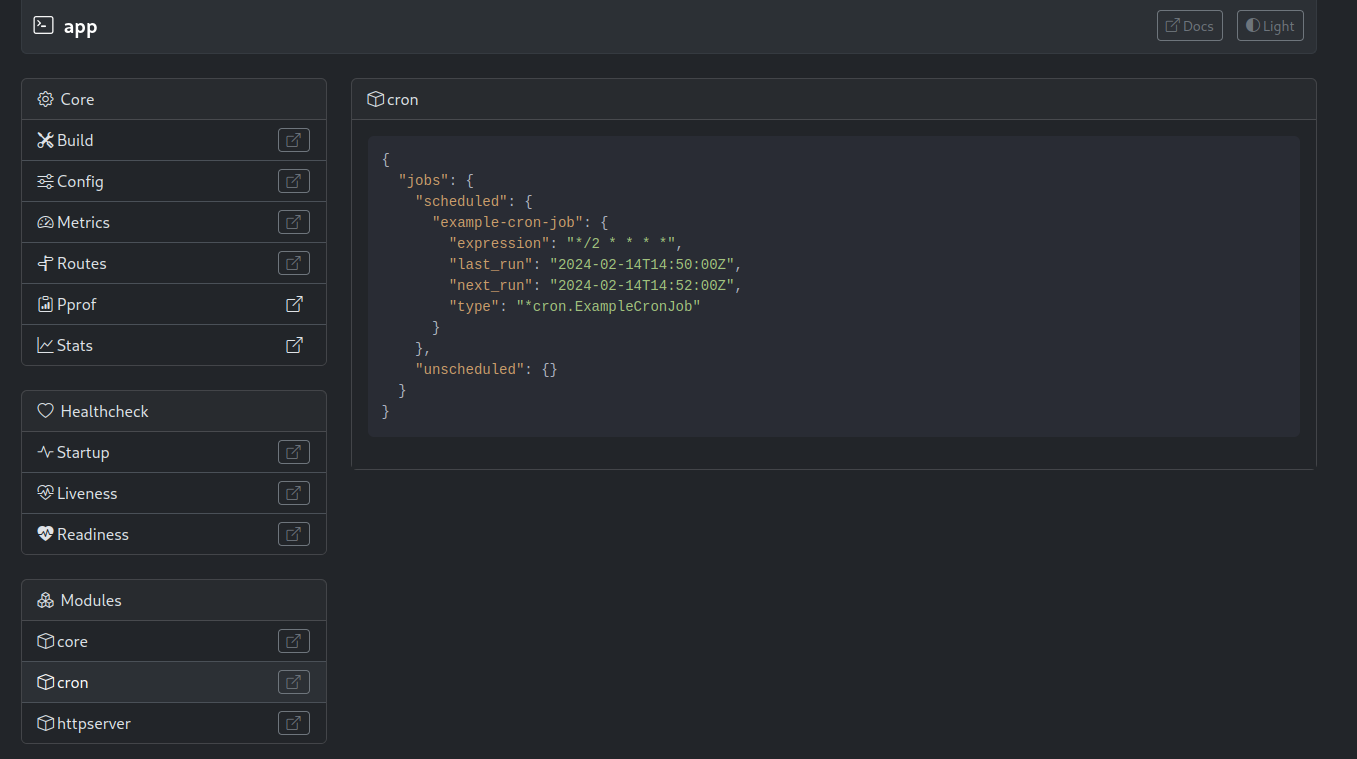 app
Docs
Light
Core
Build
Config
Metrics
Routes
Pprof
Stats
Healthcheck
Startup
Liveness
Readiness
Modules
core
cron
httpserver
cron
{
  "jobs": {
    "scheduled": {
      "example-cron-job": {
        "expression": "*/2 * * * *",
        "last_run": "2024-02-14T14:50:00Z",
        "next_run": "2024-02-14T14:52:00Z",
        "type": "*cron.ExampleCronJob"
      }
    },
    "unscheduled": {}
  }
}